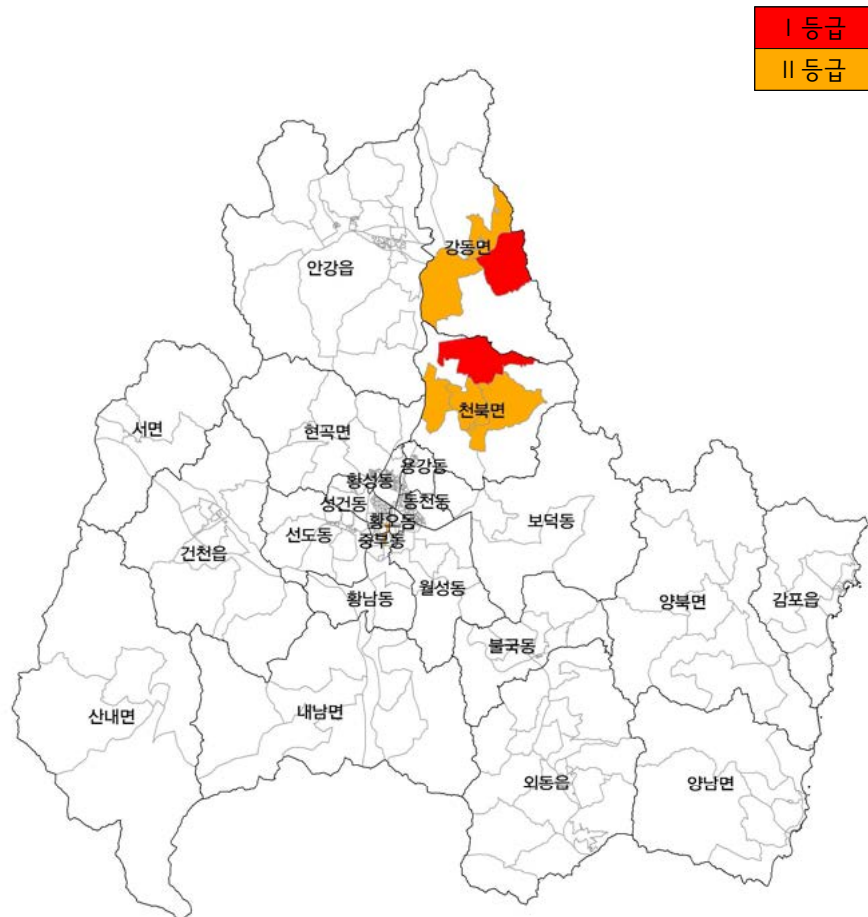 I 등급
II 등급
강동면
안강읍
천북면
서면
현곡면
용강동
황성동
성건동
동천동
황오동
보덕동
선도동
중부동
건천읍
월성동
황남동
양북면
감포읍
불국동
산내면
내남면
외동읍
양남면